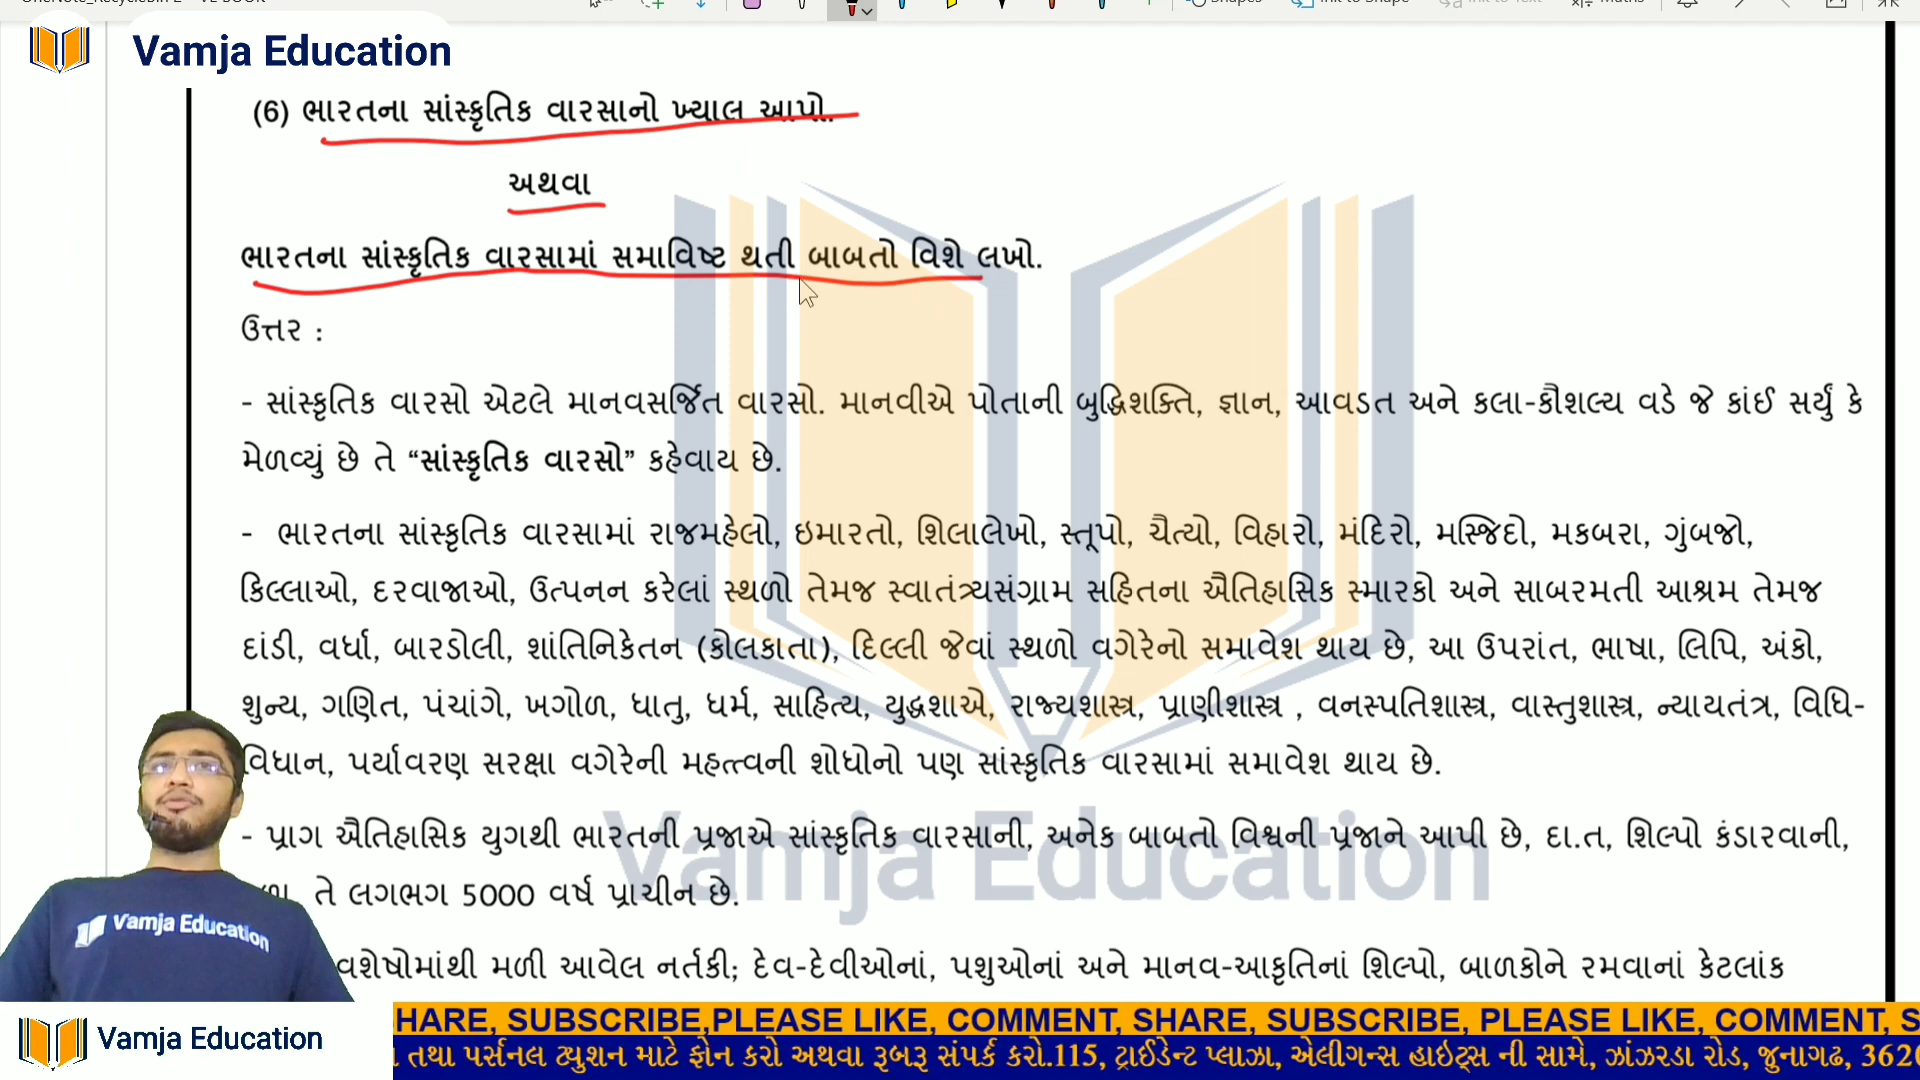 Vamja Education
(6) ભારતના સાંસ્કૃતિક વારસાનો ખ્યાલ આપો.
અથવા
ભારતના સાંસ્કૃતિક વારસામાં સમાવિષ્ટ થતી બાબતો વિશે લખો.
ઉત્તર :
- સાંસ્કૃતિક વારસો એટલે માનવસર્જિત વારસો. માનવીએ પોતાની બુદ્ધિશક્તિ, જ્ઞાન, આવડત અને કલા-કૌશલ્ય વડે જે કાંઈ સર્યું કે
મેળવ્યું છે તે “સાંસ્કૃતિક વારસો” કહેવાય છે.
- ભારતના સાંસ્કૃતિક વારસામાં રાજમહેલો, ઇમારતો, શિલાલેખો, સ્તૂપો, ચૈત્યો, વિહારો, મંદિરો, મસ્જિદો, મકબરા, ગુંબજો,
કિલ્લાઓ, દરવાજાઓ, ઉત્પનન કરેલાં સ્થળો તેમજ સ્વાતંત્ર્યસંગ્રામ સહિતના ઐતિહાસિક સ્મારકો અને સાબરમતી આશ્રમ તેમજ
દાંડી, વર્ધા, બારડોલી, શાંતિનિકેતન (કોલકાતા), દિલ્લી જેવાં સ્થળો વગેરેનો સમાવેશ થાય છે, આ ઉપરાંત, ભાષા, લિપિ, અંકો,
શુન્ય, ગણિત, પંચાંગે, ખગોળ, ધાતુ, ધર્મ, સાહિત્ય, યુદ્ધશાએ, રાજ્યશાસ્ત્ર, પ્રાણીશાસ્ત્ર , વનસ્પતિશાસ્ત્ર, વાસ્તુશાસ્ત્ર, ન્યાયતંત્ર, વિધિ-
વિધાન, પર્યાવરણ સરક્ષા વગેરેની મહત્ત્વની શોધોનો પણ સાંસ્કૃતિક વારસામાં સમાવેશ થાય છે.
- પ્રાગ ઐતિહાસિક યુગથી ભારતની પ્રજાએ સાંસ્કૃતિક વારસાની, અનેક બાબતો વિશ્વની પ્રજાને આપી છે, દા.ત, શિલ્પો કંડારવાની,
તે લગભગ 5000 વર્ષ પ્રાચીન છે.
વશેષોમાંથી મળી આવેલ નર્તકી; દેવ-દેવીઓનાં, પશુઓનાં અને માનવ-આકૃતિનાં શિલ્પો, બાળકોને રમવાનાં કેટલાંક
Vamja Education
Vamja Education
Vamja Education
HARE, SUBSCRIBE,PLEASE LIKE, COMMENT, SHARE, SUBSCRIBE, PLEASE LIKE, COMMENT, S
તથા પર્સનલ ટ્યુશન માટે ફોન કરો અથવા રૂબરૂ સંપર્ક કરો.115, ટ્રાઈડેન્ટ પ્લાઝા, એલીગન્સ હાઇટ્સ ની સામે, ઝાંઝરડા રોડ, જુનાગઢ, 3620